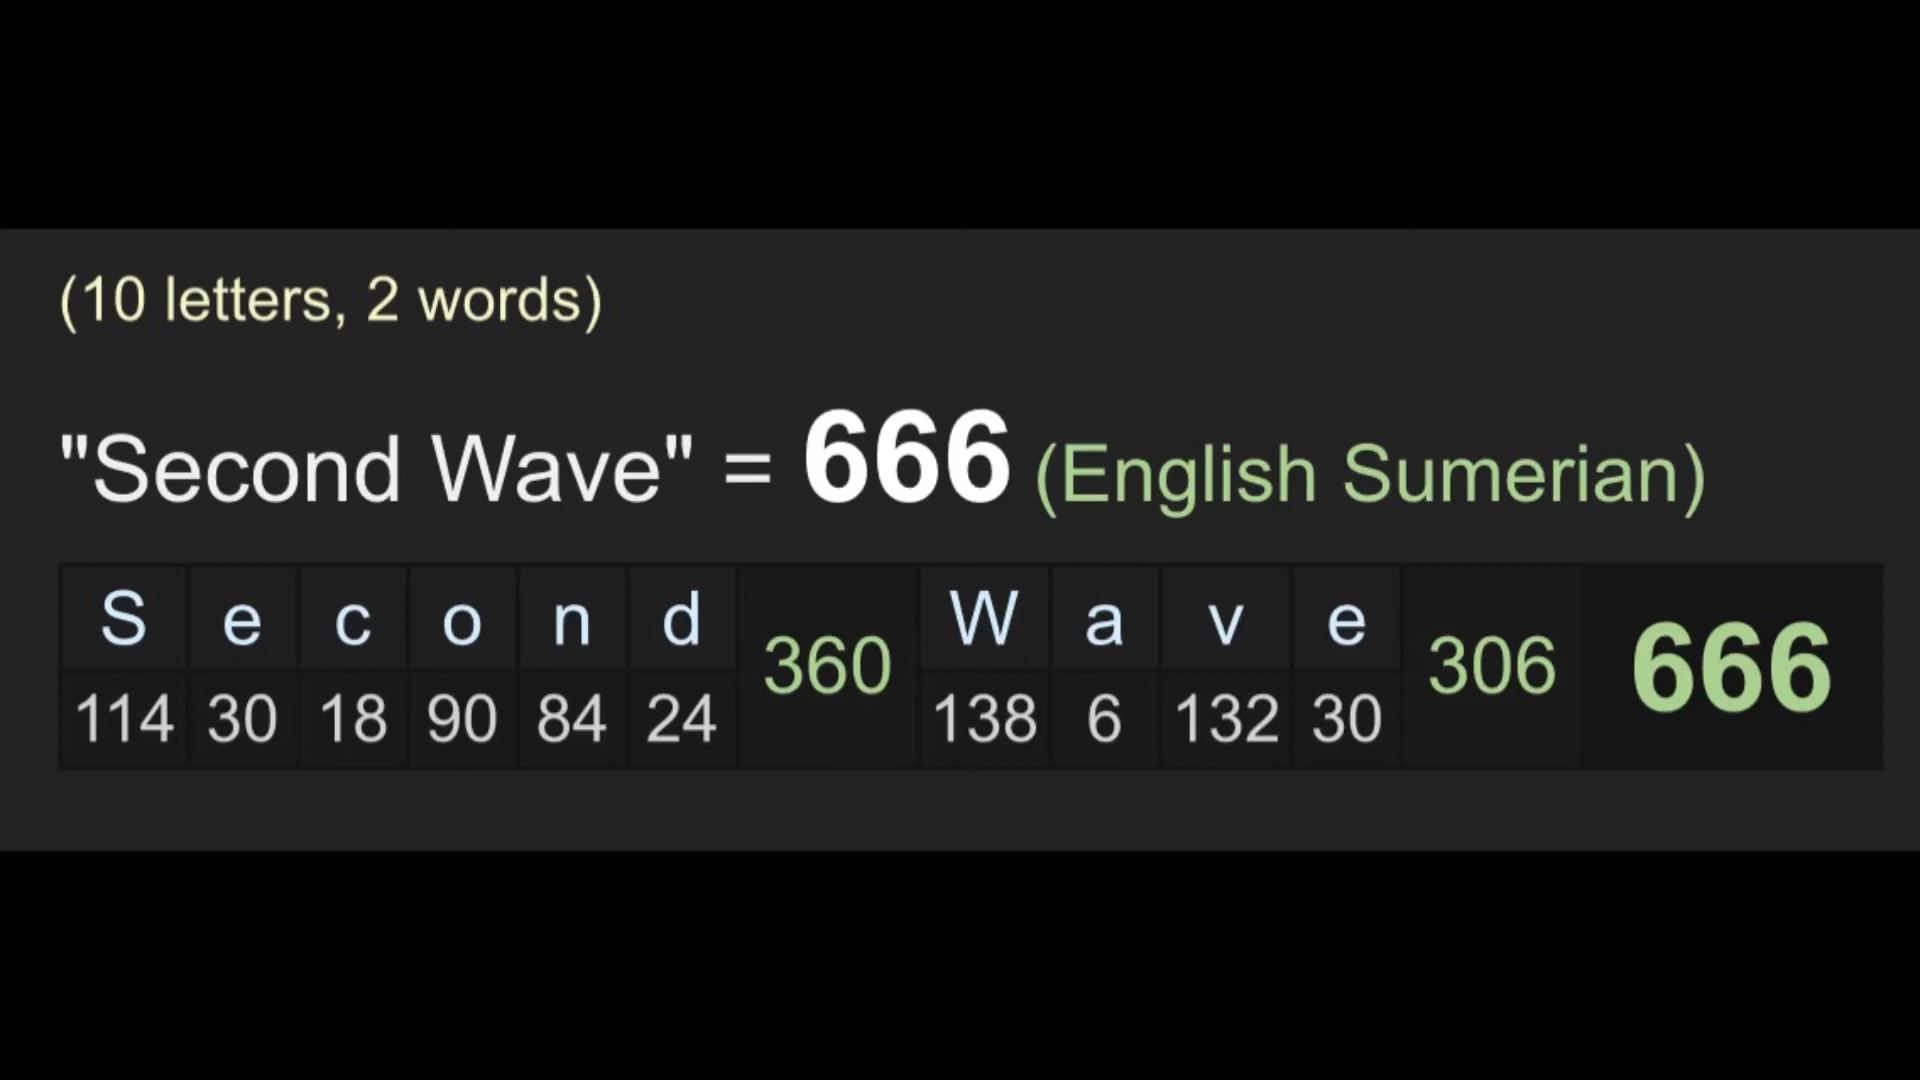 (10 letters, 2 words)
"Second Wave" = 666 (English Sumerian)
S e c o n d 360 W a v e 306 666
114 30 18 90 84 24 138 6 132 30